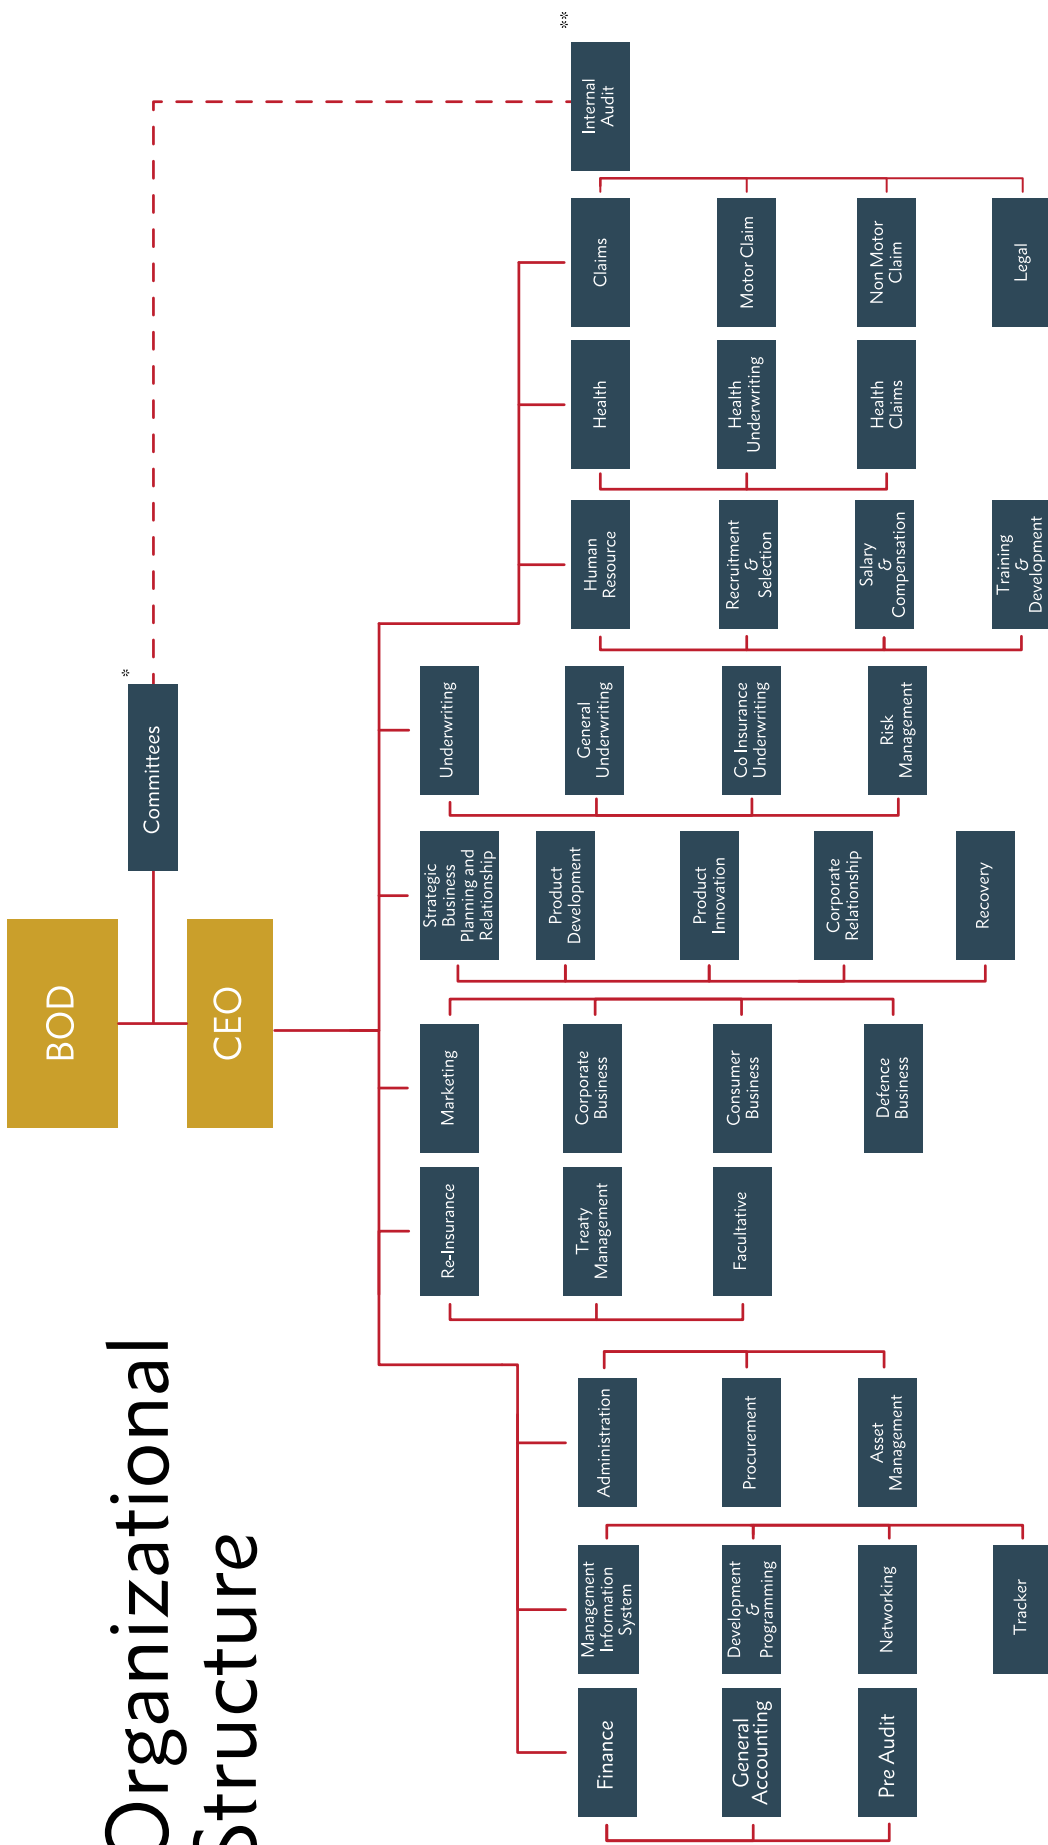 Organizational
Structure
BOD
CEO
Committees
*
**
Finance
General
Accounting
Pre Audit
Management
Information
System
Development
&
Programming
Networking
Tracker
Administration
Procurement
Asset
Management
Re-Insurance
Treaty
Management
Facultative
Marketing
Corporate
Business
Consumer
Business
Defence
Business
Strategic
Business
Planning and
Relationship
Product
Development
Product
Innovation
Corporate
Relationship
Recovery
Underwriting
General
Underwriting
Co Insurance
Underwriting
Risk
Management
Human
Resource
Recruitment
&
Selection
Salary
&
Compensation
Training
&
Development
Health
Health
Underwriting
Health
Claims
Claims
Motor Claim
Non Motor
Claim
Legal
Internal
Audit